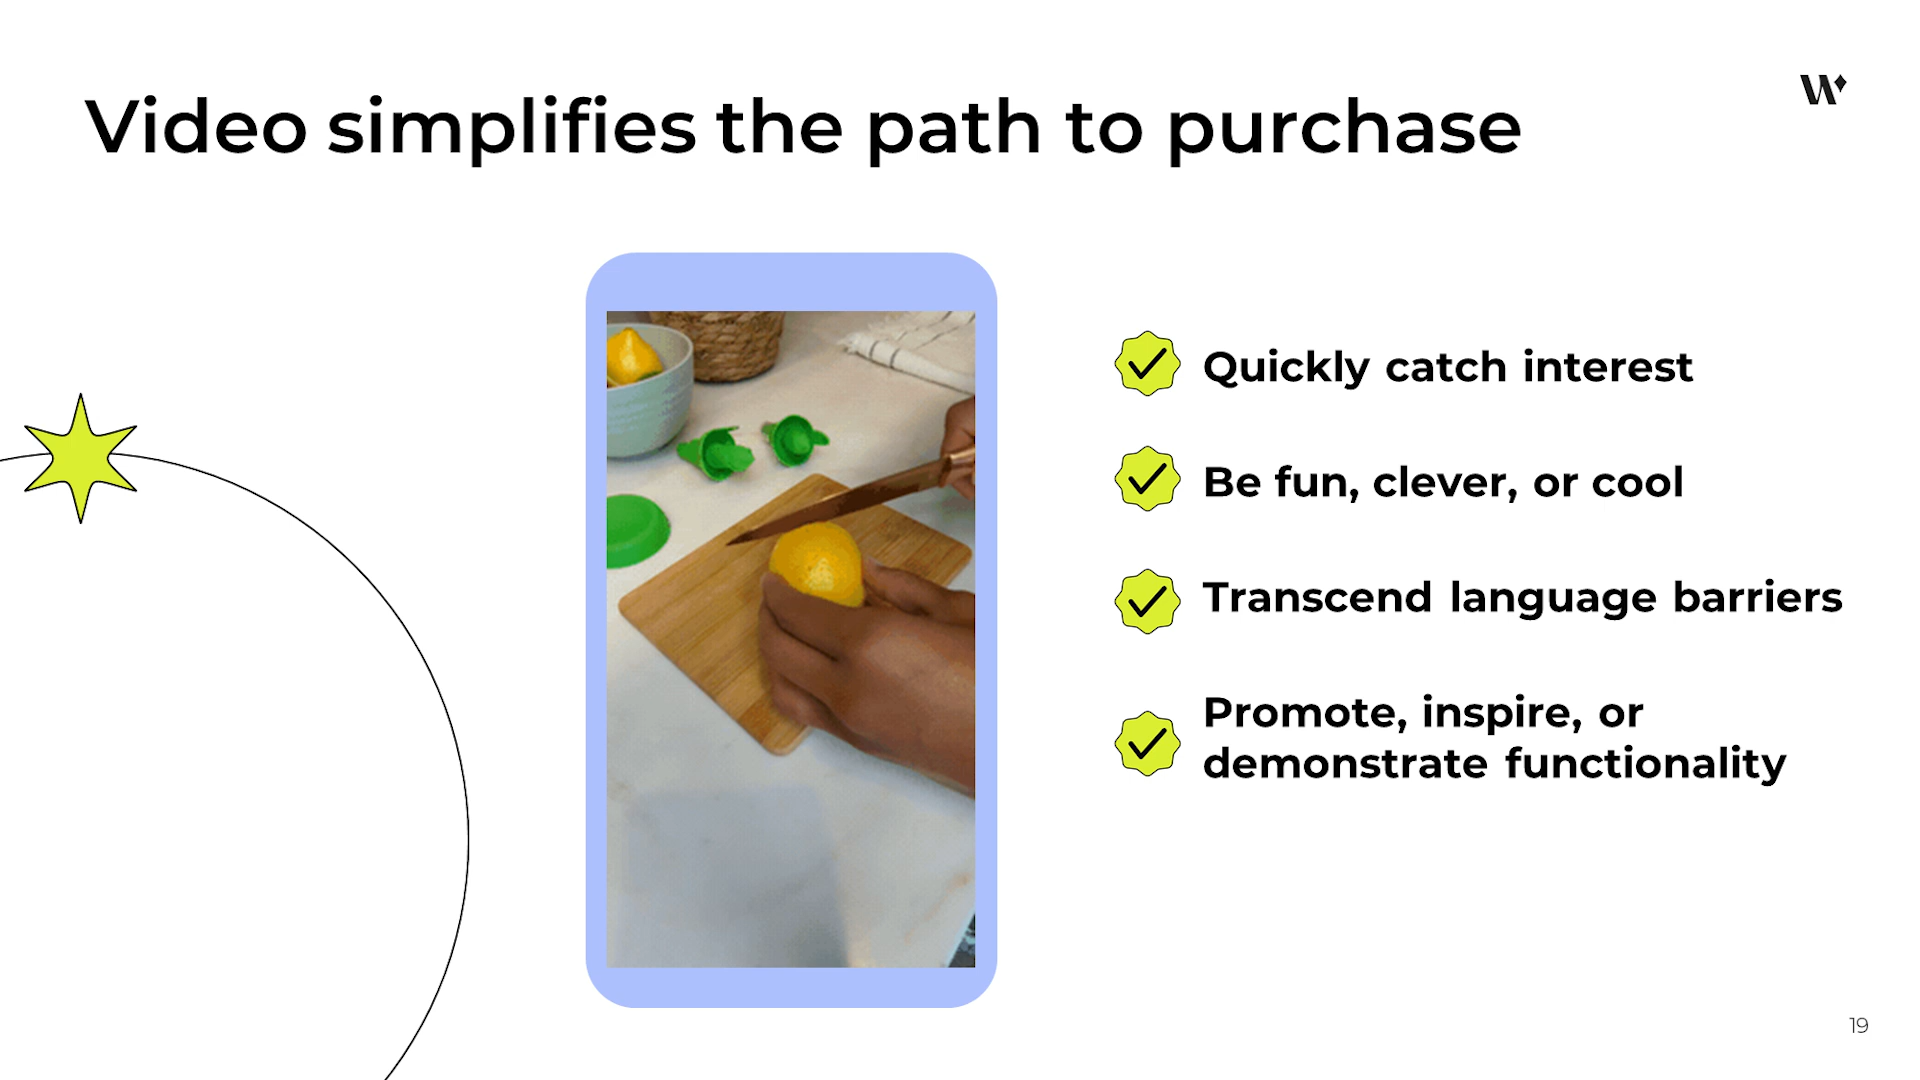 Video simplifies the path to purchase
W
Quickly catch interest
Be fun, clever, or cool
Transcend language barriers
Promote, inspire, or
demonstrate functionality
19